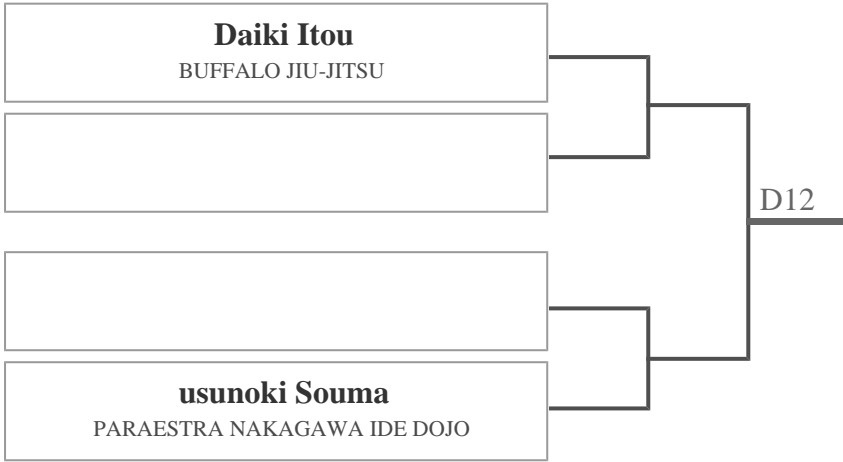 Daiki Itou
BUFFALO JIU-JITSU
D12
usunoki Souma
PARAESTRA NAKAGAWA IDE DOJO